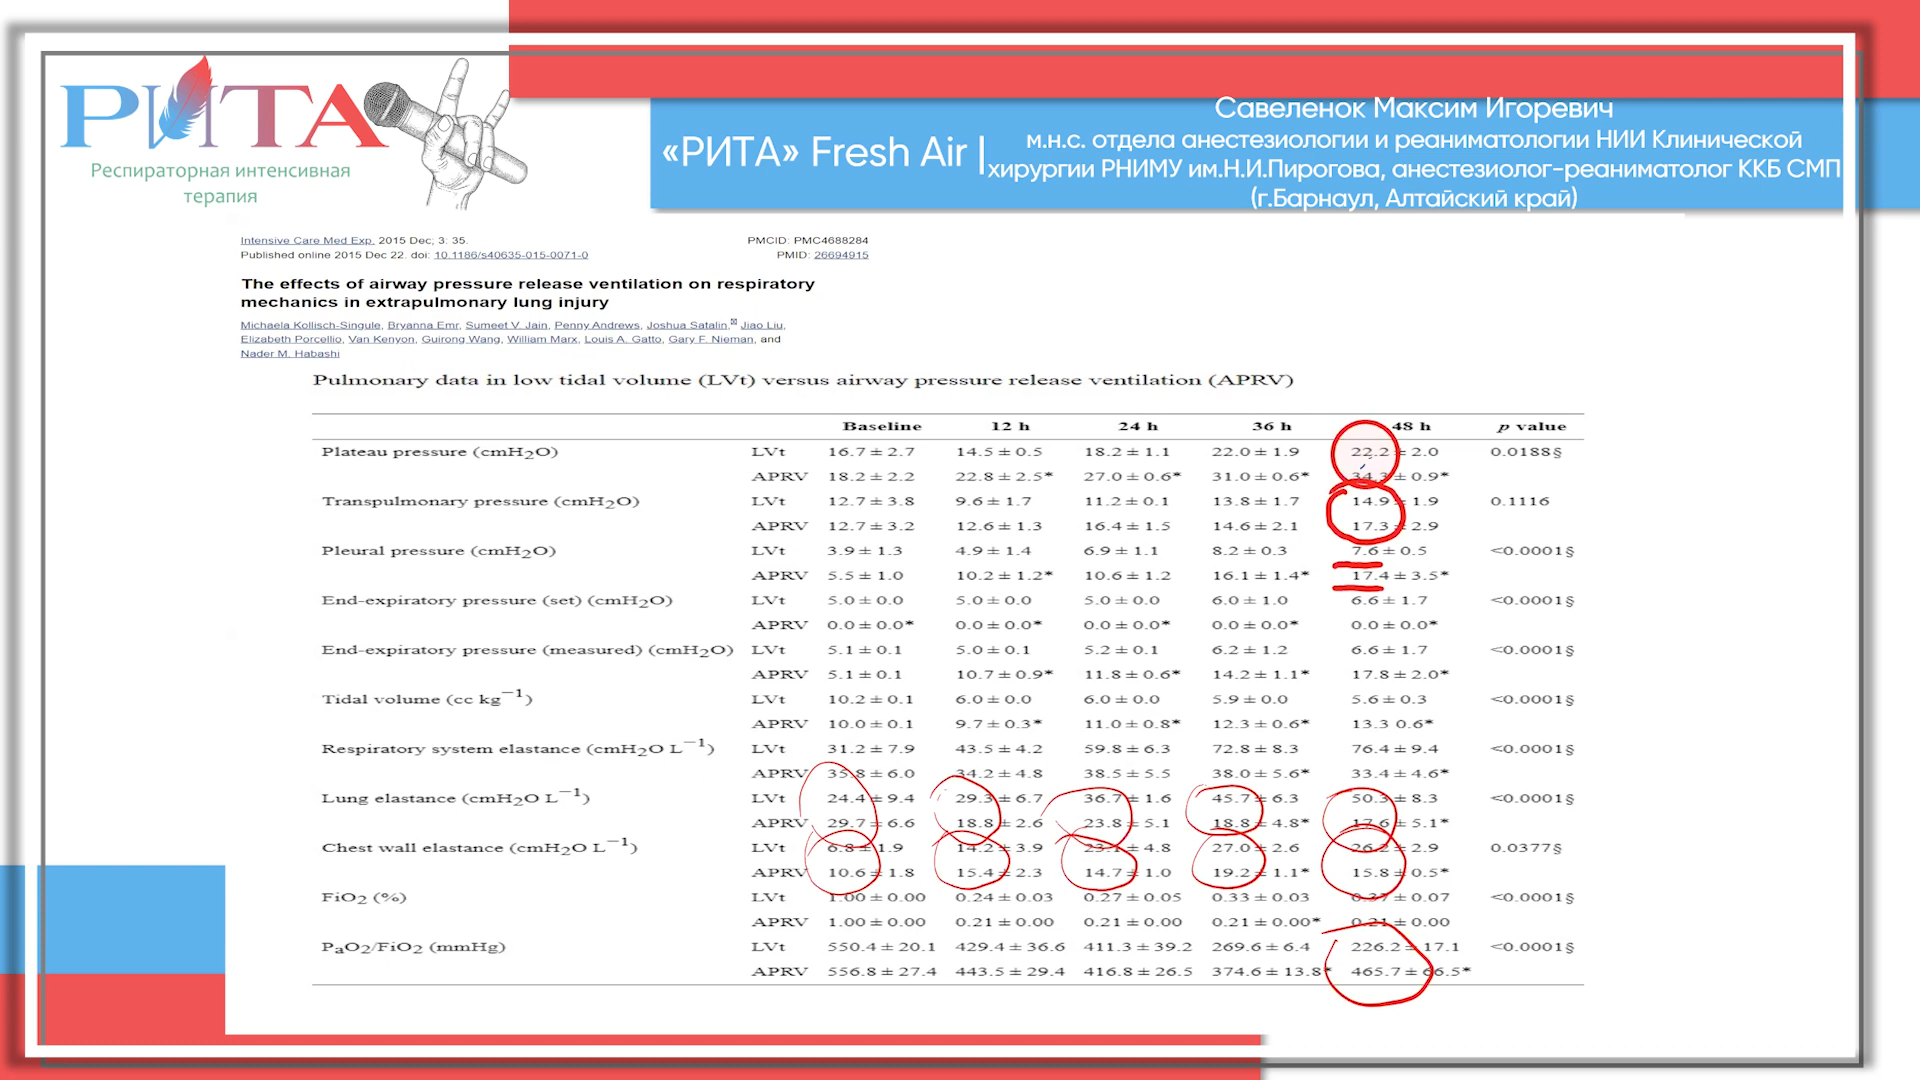 РИТА
Респираторная интенсивная
терапия
«РИТА» Fresh Air |
Савеленок Максим Игоревич
м.н.с. отдела анестезиологии и реаниматологии НИИ Клинической
хирургии РНИМУ им.Н.И.Пирогова, анестезиолог-реаниматолог ККБ СМП
(г.Барнаул, Алтайский край)
Intensive Care Med Exp. 2015 Dec; 3: 35. PMCID: PMC4688284
Published online 2015 Dec 22. doi: 10.1186/s40635-015-0071-0 PMID: 26694915
The effects of airway pressure release ventilation on respiratory
mechanics in extrapulmonary lung injury
Michaela Kollisch-Singule, Bryanna Emr, Sumeet V. Jain, Penny Andrews, Joshua Satalin, Jiao Liu,
Elizabeth Porcellio, Van Kenyon, Guirong Wang, William Marx, Louis A. Gatto, Gary F. Nieman, and
Nader M. Habashi
Pulmonary data in low tidal volume (LVt) versus airway pressure release ventilation (APRV)
Baseline 12 h 24 h 36 h 48 h p value
Plateau pressure (cmH2O) LVt 16.7 ± 2.7 14.5 ± 0.5 18.2 ± 1.1 22.0 ± 1.9 22.2 ± 2.0 0.0188§
APRV 18.2 ± 2.2 22.8 ± 2.5* 27.0 ± 0.6* 31.0 ± 0.6* 34.3 ± 0.9*
Transpulmonary pressure (cmH2O) LVt 12.7 ± 3.8 9.6 ± 1.7 11.2 ± 0.1 13.8 ± 1.7 14.9 ± 1.9 0.1116
APRV 12.7 ± 3.2 12.6 ± 1.3 16.4 ± 1.5 14.6 ± 2.1 17.3 ± 2.9
Pleural pressure (cmH2O) LVt 3.9 ± 1.3 4.9 ± 1.4 6.9 ± 1.1 8.2 ± 0.3 7.6 ± 0.5 <0.0001§
APRV 5.5 ± 1.0 10.2 ± 1.2* 10.6 ± 1.2 16.1 ± 1.4* 17.4 ± 3.5*
End-expiratory pressure (set) (cmH2O) LVt 5.0 ± 0.0 5.0 ± 0.0 5.0 ± 0.0 6.0 ± 1.0 6.6 ± 1.7 <0.0001§
APRV 0.0 ± 0.0* 0.0 ± 0.0* 0.0 ± 0.0* 0.0 ± 0.0* 0.0 ± 0.0*
End-expiratory pressure (measured) (cmH2O) LVt 5.1 ± 0.1 5.0 ± 0.1 5.2 ± 0.1 6.2 ± 1.2 6.6 ± 1.7 <0.0001§
APRV 5.1 ± 0.1 10.7 ± 0.9* 11.8 ± 0.6* 14.2 ± 1.1* 17.8 ± 2.0*
Tidal volume (cc kg−1) LVt 10.2 ± 0.1 6.0 ± 0.0 6.0 ± 0.0 5.9 ± 0.0 5.6 ± 0.3 <0.0001§
APRV 10.0 ± 0.1 9.7 ± 0.3* 11.0 ± 0.8* 12.3 ± 0.6* 13.3 0.6*
Respiratory system elastance (cmH2O L−1) LVt 31.2 ± 7.9 43.5 ± 4.2 59.8 ± 6.3 72.8 ± 8.3 76.4 ± 9.4 <0.0001§
APRV 35.8 ± 6.0 34.2 ± 4.8 38.5 ± 5.5 38.0 ± 5.6* 33.4 ± 4.6*
Lung elastance (cmH2O L−1) LVt 24.4 ± 9.4 29.3 ± 6.7 36.7 ± 1.6 45.7 ± 6.3 50.3 ± 8.3 <0.0001§
APRV 29.7 ± 6.6 18.8 ± 2.6 23.8 ± 5.1 18.8 ± 4.8* 17.6 ± 5.1*
Chest wall elastance (cmH2O L−1) LVt 6.8 ± 1.9 14.2 ± 3.9 23.1 ± 4.8 27.0 ± 2.6 26.2 ± 2.9 0.0377§
APRV 10.6 ± 1.8 15.4 ± 2.3 14.7 ± 1.0 19.2 ± 1.1* 15.8 ± 0.5*
FiO2 (%) LVt 1.00 ± 0.00 0.24 ± 0.03 0.27 ± 0.05 0.33 ± 0.03 0.37 ± 0.07 <0.0001§
APRV 1.00 ± 0.00 0.21 ± 0.00 0.21 ± 0.00 0.21 ± 0.00* 0.21 ± 0.00
PaO2/FiO2 (mmHg) LVt 550.4 ± 20.1 429.4 ± 36.6 411.3 ± 39.2 269.6 ± 6.4 226.2 ± 17.1 <0.0001§
APRV 556.8 ± 27.4 443.5 ± 29.4 416.8 ± 26.5 374.6 ± 13.8* 465.7 ± 66.5*